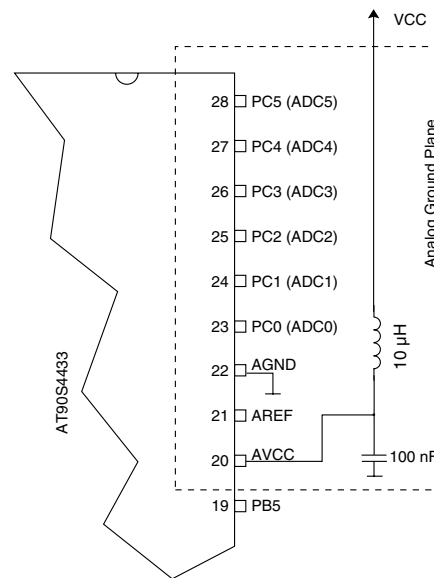 VCC
28 PC5 (ADC5)
27 PC4 (ADC4)
26 PC3 (ADC3)
25 PC2 (ADC2)
24 PC1 (ADC1)
23 PC0 (ADC0)
22 AGND
21 AREF
20 AVCC
19 PB5
AT90S4433
Analog Ground Plane
10 µH
100 nF